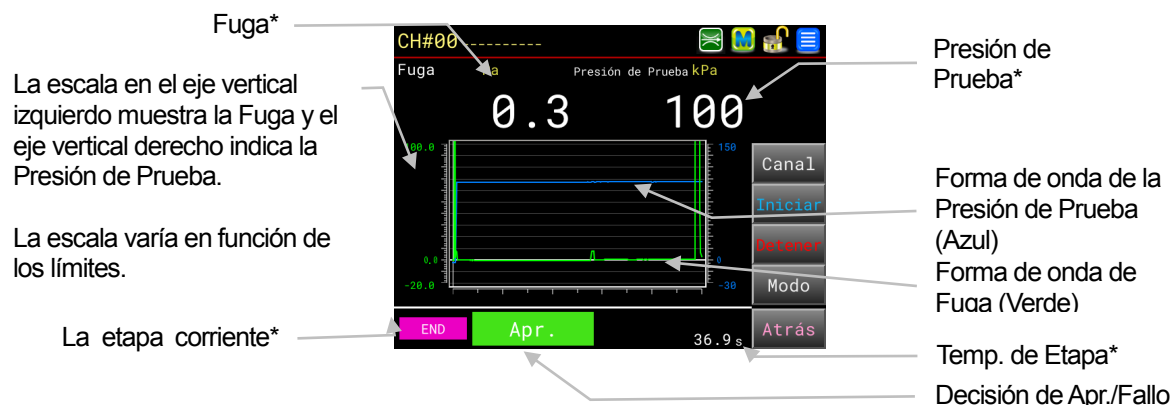 Fuga*
La escala en el eje vertical
izquierdo muestra la Fuga y el
eje vertical derecho indica la
Presión de Prueba.
La escala varía en función de
los límites.
La etapa corriente*
CH#00----------
Fuga
Presión de Prueba kPa
0.3
100
150
0.0
0
-20.0
-30
Canal
Iniciar
Detener
Modo
Atrás
END
Apr.
36.9 s
Presión de
Prueba*
Forma de onda de la
Presión de Prueba
(Azul)
Forma de onda de
Fuga (Verde)
Temp. de Etapa*
Decisión de Apr./Fallo